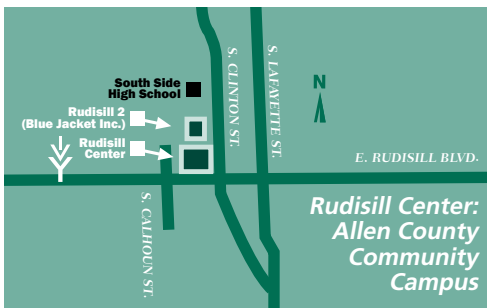 South Side
High School
Rudisill 2
(Blue Jacket Inc.)
Rudisill
Center
S. CLINTON ST.
S. LAFAYETTE ST.
N
E. RUDISILL BLVD.
S. CALHOUN ST.
Rudisill Center:
Allen County
Community
Campus